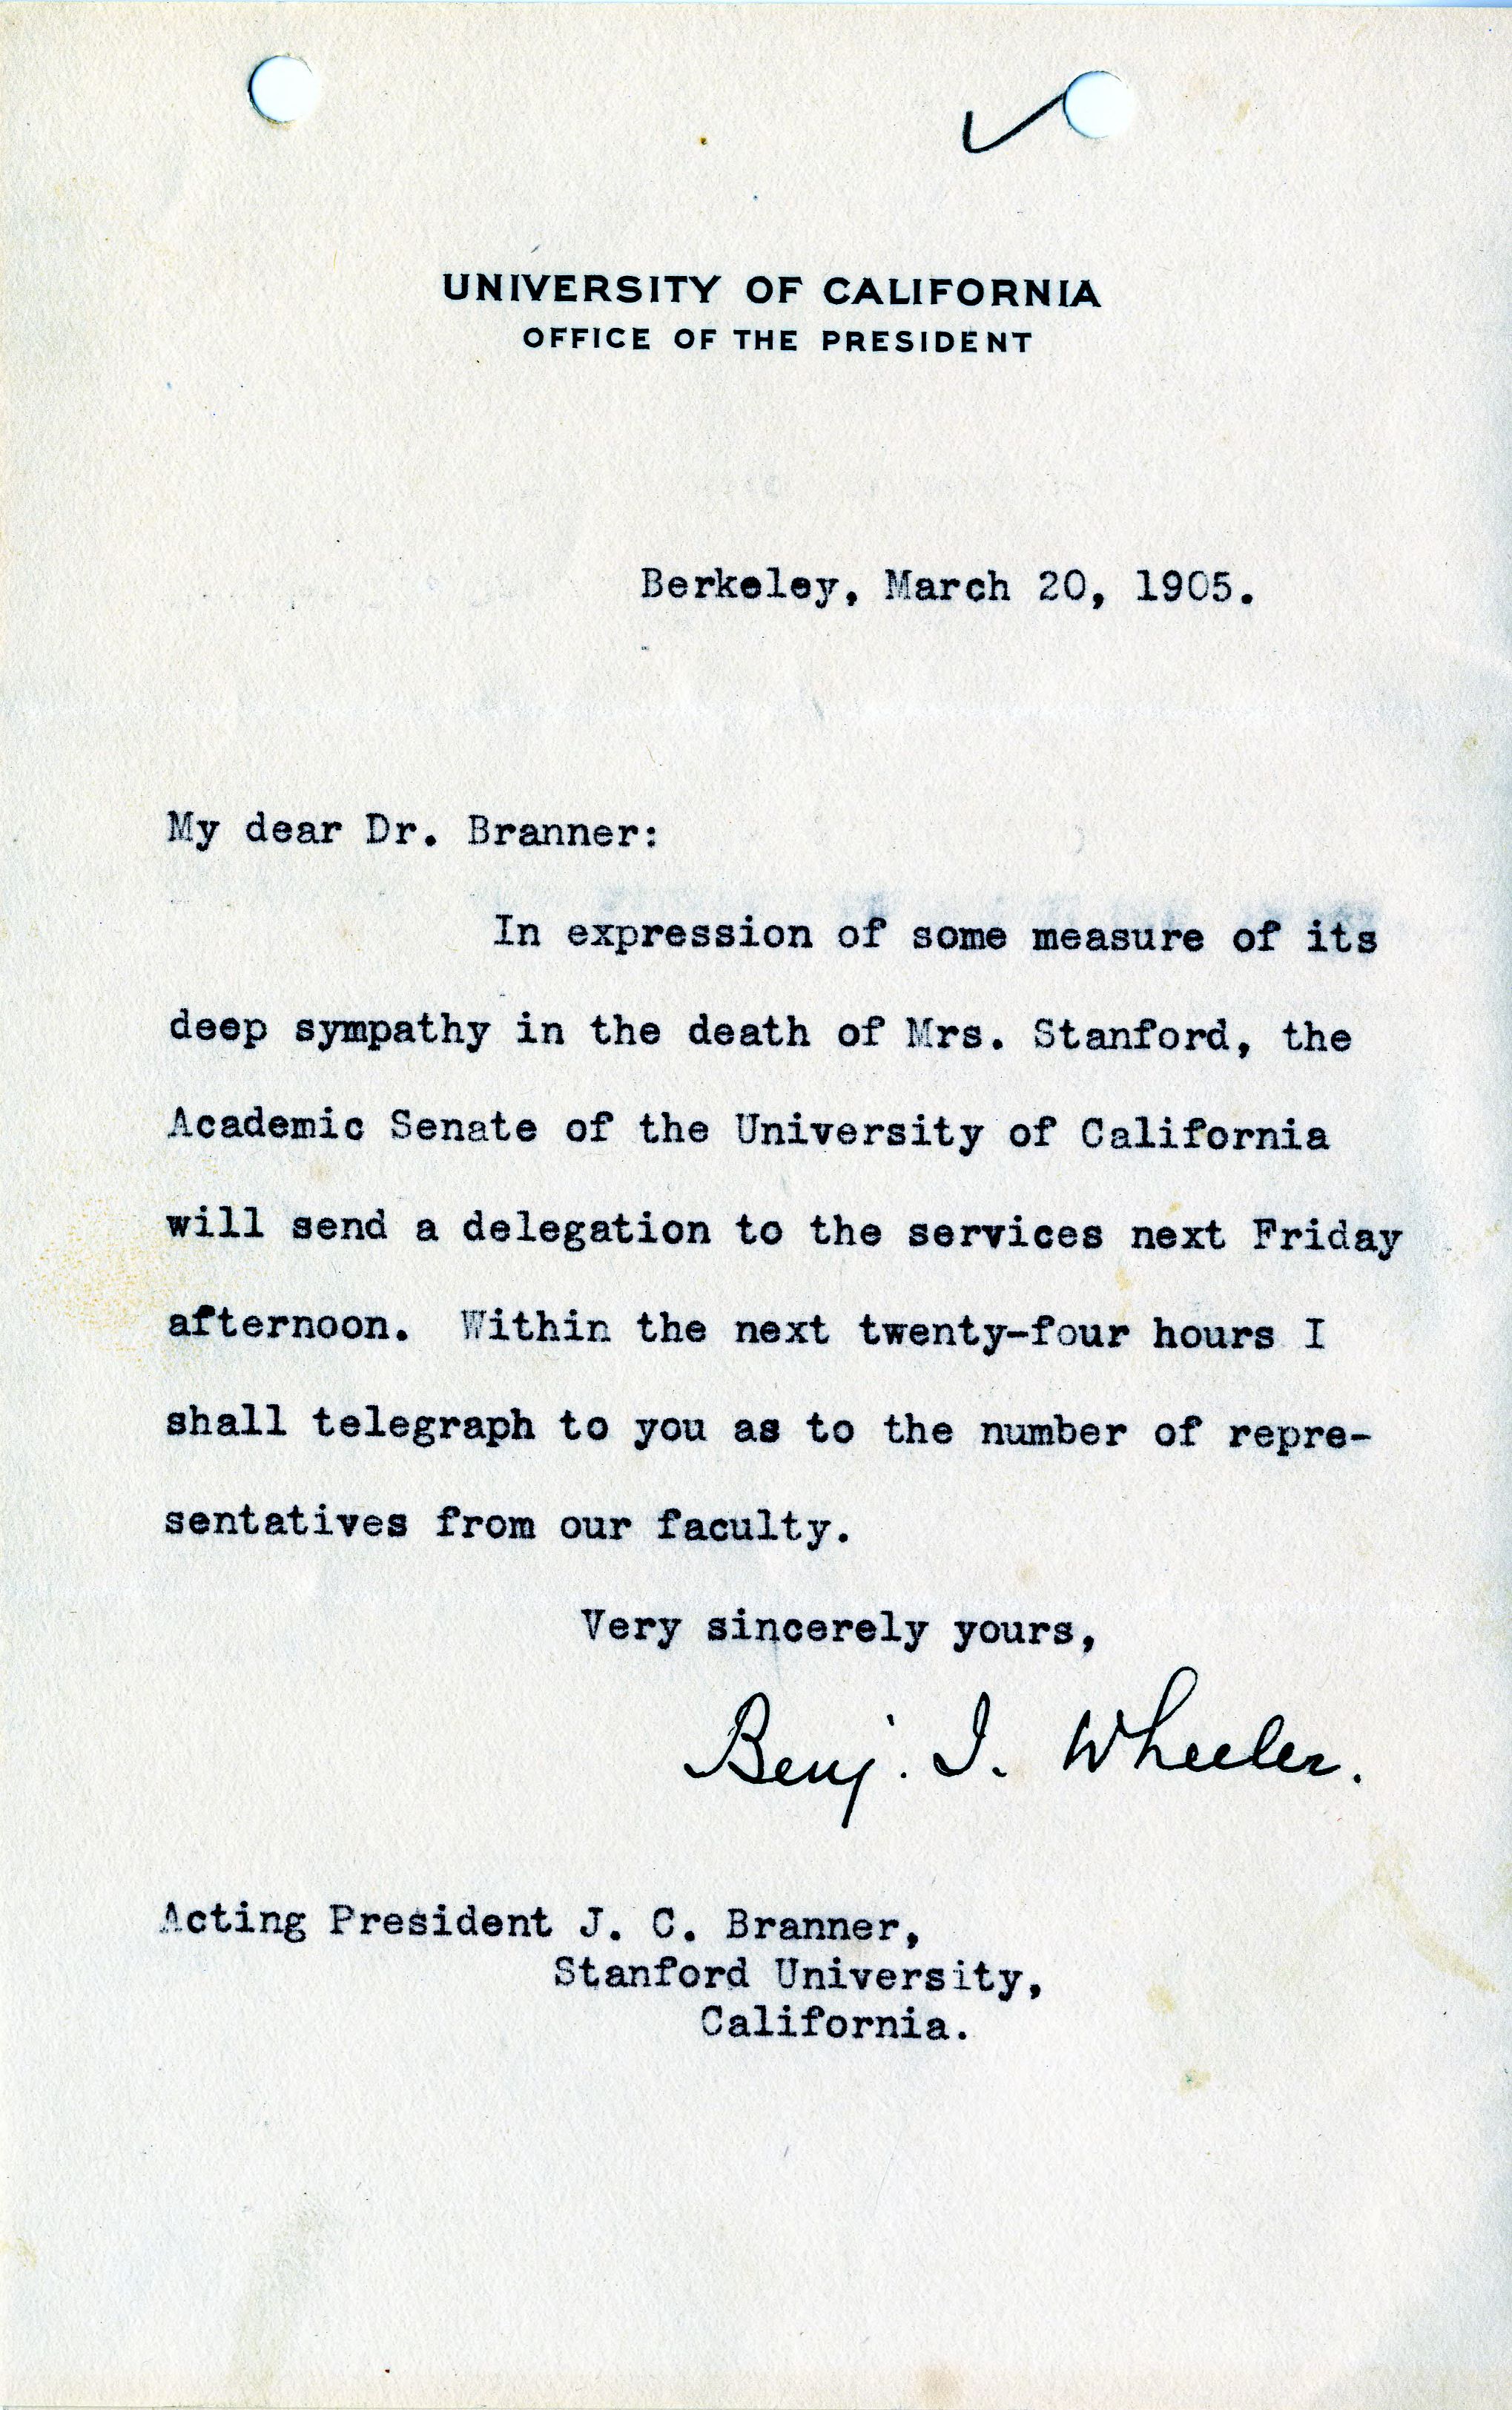 UNIVERSITY OF CALIFORNIA
OFFICE OF THE PRESIDENT
Berkeley, March 20, 1905.
My dear Dr. Branner:
In expression of some measure of its
deep sympathy in the death of Mrs. Stanford, the
Academic Senate of the University of California
will send a delegation to the services next Friday
afternoon. Within the next twenty-four hours I
shall telegraph to you as to the number of repre-
sentatives from our faculty.
Very sincerely yours,
Benj. I. Wheeler.
Acting President J. C. Branner,
Stanford University,
California.